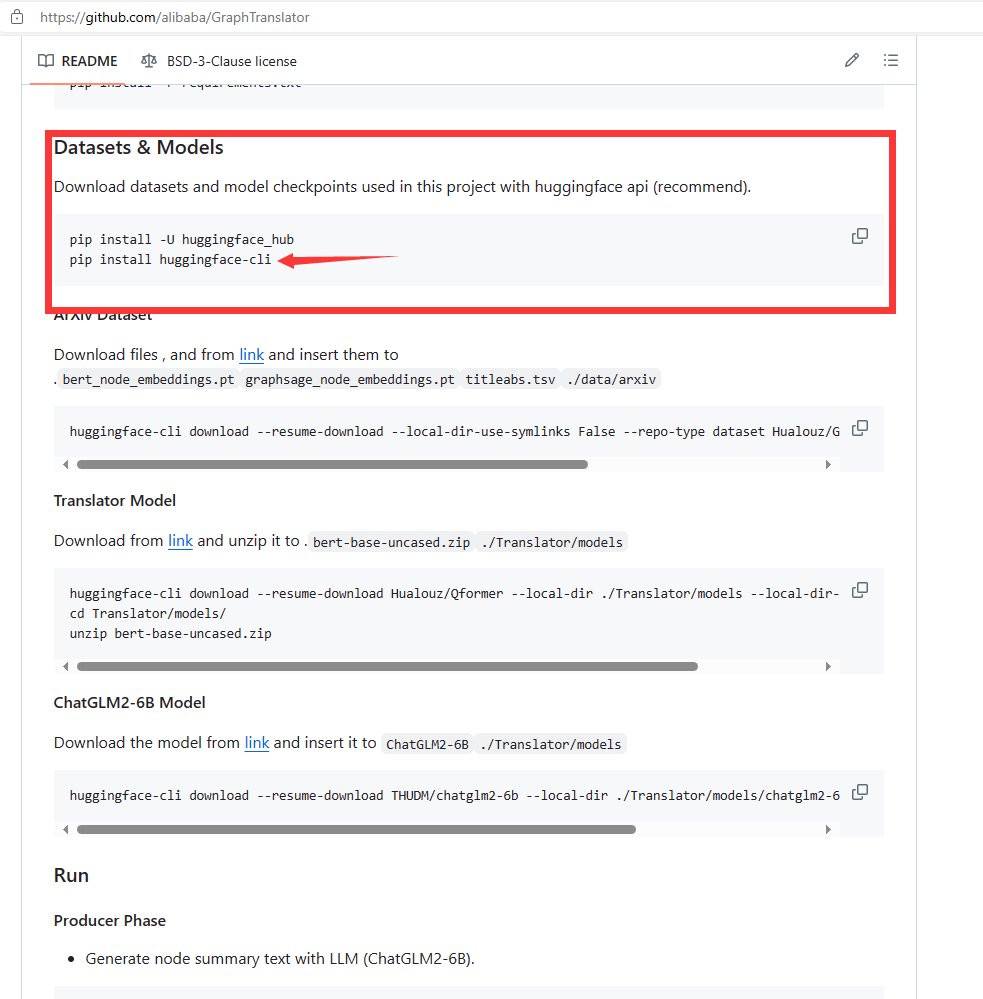 https://github.com/alibaba/GraphTranslator
README
BSD-3-Clause license
pip install -r requirements.txt
Datasets & Models
Download datasets and model checkpoints used in this project with huggingface api (recommend).
pip install -U huggingface_hub
pip install huggingface-cli
ArXiv Dataset
Download files , and from link and insert them to
. bert_node_embeddings.pt graphsage_node_embeddings.pt titleabs.tsv ./data/arxiv
huggingface-cli download --resume-download --local-dir-use-symlinks False --repo-type dataset Hualouz/G
Translator Model
Download from link and unzip it to . bert-base-uncased.zip ./Translator/models
huggingface-cli download --resume-download Hualouz/Qformer --local-dir ./Translator/models --local-dir-
cd Translator/models/
unzip bert-base-uncased.zip
ChatGLM2-6B Model
Download the model from link and insert it to ChatGLM2-6B ./Translator/models
huggingface-cli download --resume-download THUDM/chatglm2-6b --local-dir ./Translator/models/chatglm2-6
Run
Producer Phase
• Generate node summary text with LLM (ChatGLM2-6B).